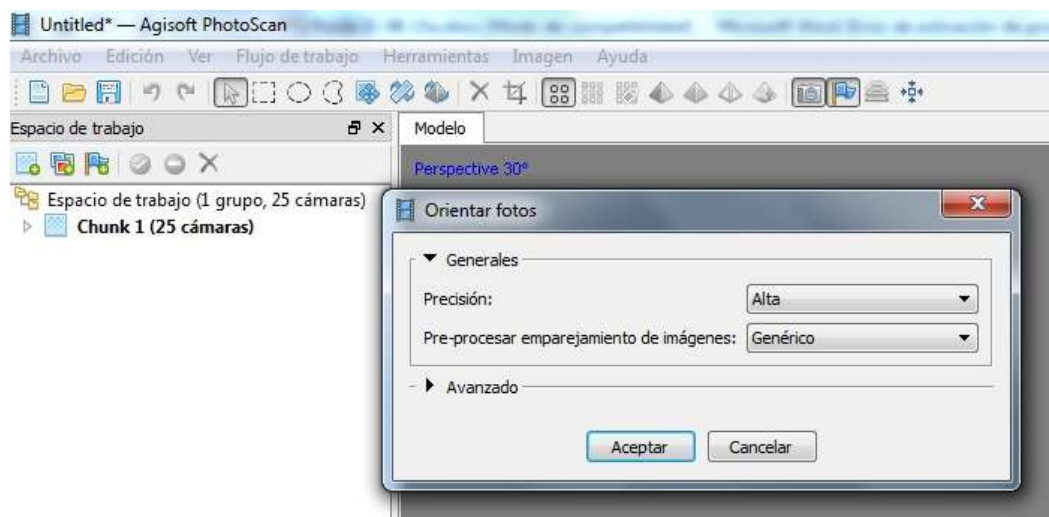 Untitled* — Agisoft PhotoScan
Archivo Edición Ver Flujo de trabajo Herramientas Imagen Ayuda
Espacio de trabajo
Modelo
Perspective 30°
Espacio de trabajo (1 grupo, 25 cámaras)
Chunk 1 (25 cámaras)
Orientar fotos
Generales
Precisión: Alta
Pre-procesar emparejamiento de imágenes: Genérico
Avanzado
Aceptar Cancelar